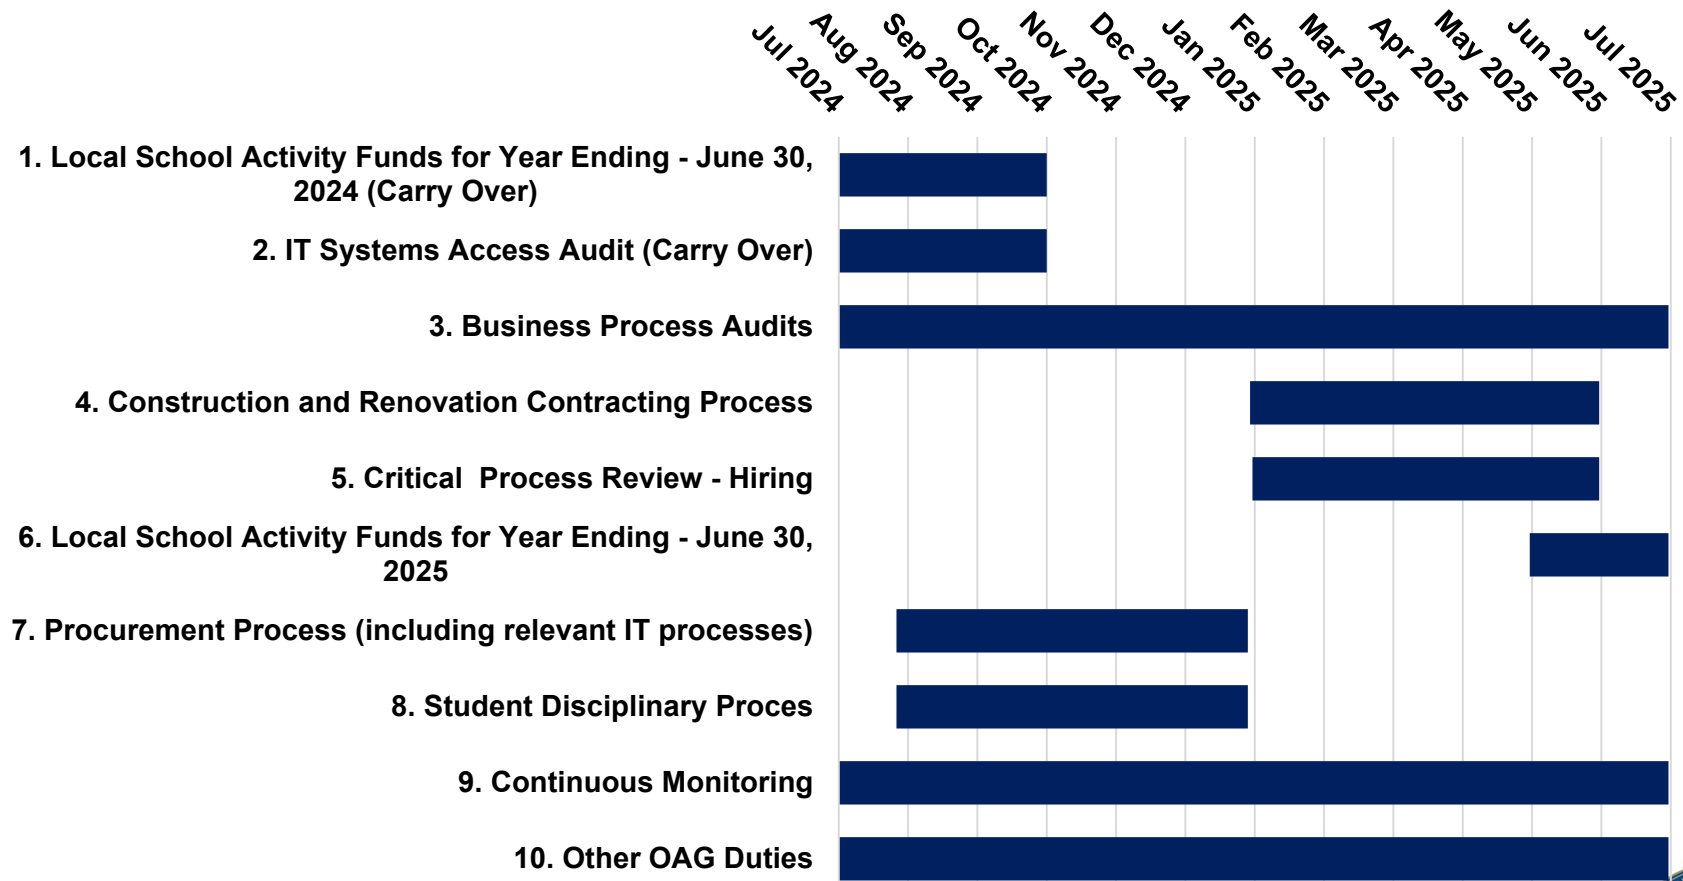 Jul 2024
Aug 2024
Sep 2024
Oct 2024
Nov 2024
Dec 2024
Jan 2025
Feb 2025
Mar 2025
Apr 2025
May 2025
Jun 2025
Jul 2025
1. Local School Activity Funds for Year Ending - June 30,
2024 (Carry Over)
2. IT Systems Access Audit (Carry Over)
3. Business Process Audits
4. Construction and Renovation Contracting Process
5. Critical  Process Review - Hiring
6. Local School Activity Funds for Year Ending - June 30,
2025
7. Procurement Process (including relevant IT processes)
8. Student Disciplinary Proces
9. Continuous Monitoring
10. Other OAG Duties